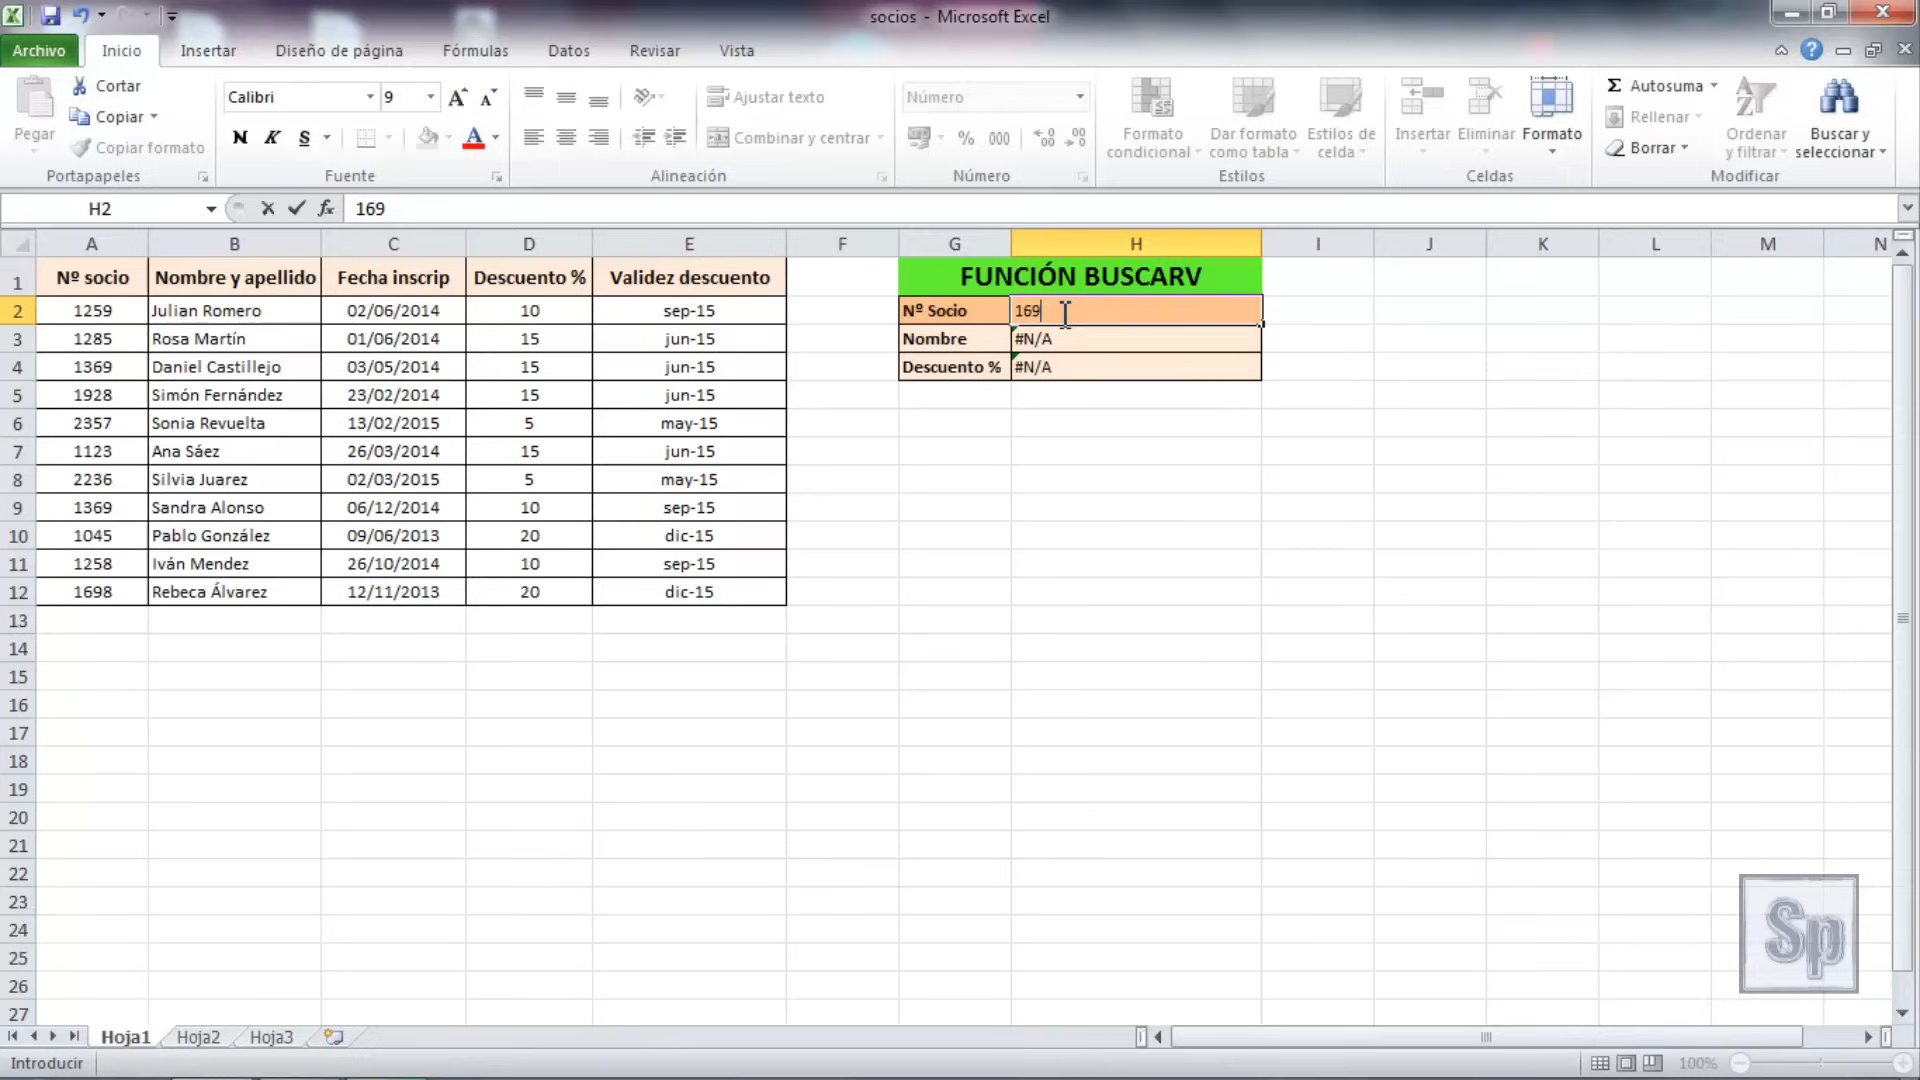 socios - Microsoft Excel
Archivo Inicio Insertar Diseño de página Fórmulas Datos Revisar Vista
Pegar
Cortar
Copiar
Copiar formato
Portapapeles
Calibri 9
N K S A
Fuente
Ajustar texto
Combinar y centrar
Alineación
Número
% 000
Número
Formato condicional
Dar formato como tabla
Estilos de celda
Estilos
Insertar
Eliminar
Formato
Celdas
Σ Autosuma
Rellenar
Borrar
Ordenar y filtrar
Buscar y seleccionar
Modificar
H2 fx 169
A B C D E F G H I J K L M N
1 Nº socio Nombre y apellido Fecha inscrip Descuento % Validez descuento FUNCIÓN BUSCARV
2 1259 Julian Romero 02/06/2014 10 sep-15 Nº Socio 169
3 1285 Rosa Martín 01/06/2014 15 jun-15 Nombre #N/A
4 1369 Daniel Castillejo 03/05/2014 15 jun-15 Descuento % #N/A
5 1928 Simón Fernández 23/02/2014 15 jun-15
6 2357 Sonia Revuelta 13/02/2015 5 may-15
7 1123 Ana Sáez 26/03/2014 15 jun-15
8 2236 Silvia Juarez 02/03/2015 5 may-15
9 1369 Sandra Alonso 06/12/2014 10 sep-15
10 1045 Pablo González 09/06/2013 20 dic-15
11 1258 Iván Mendez 26/10/2014 10 sep-15
12 1698 Rebeca Álvarez 12/11/2013 20 dic-15
13
14
15
16
17
18
19
20
21
22
23
24
25
26
27
Sp
Hoja1 Hoja2 Hoja3
Introducir 100%